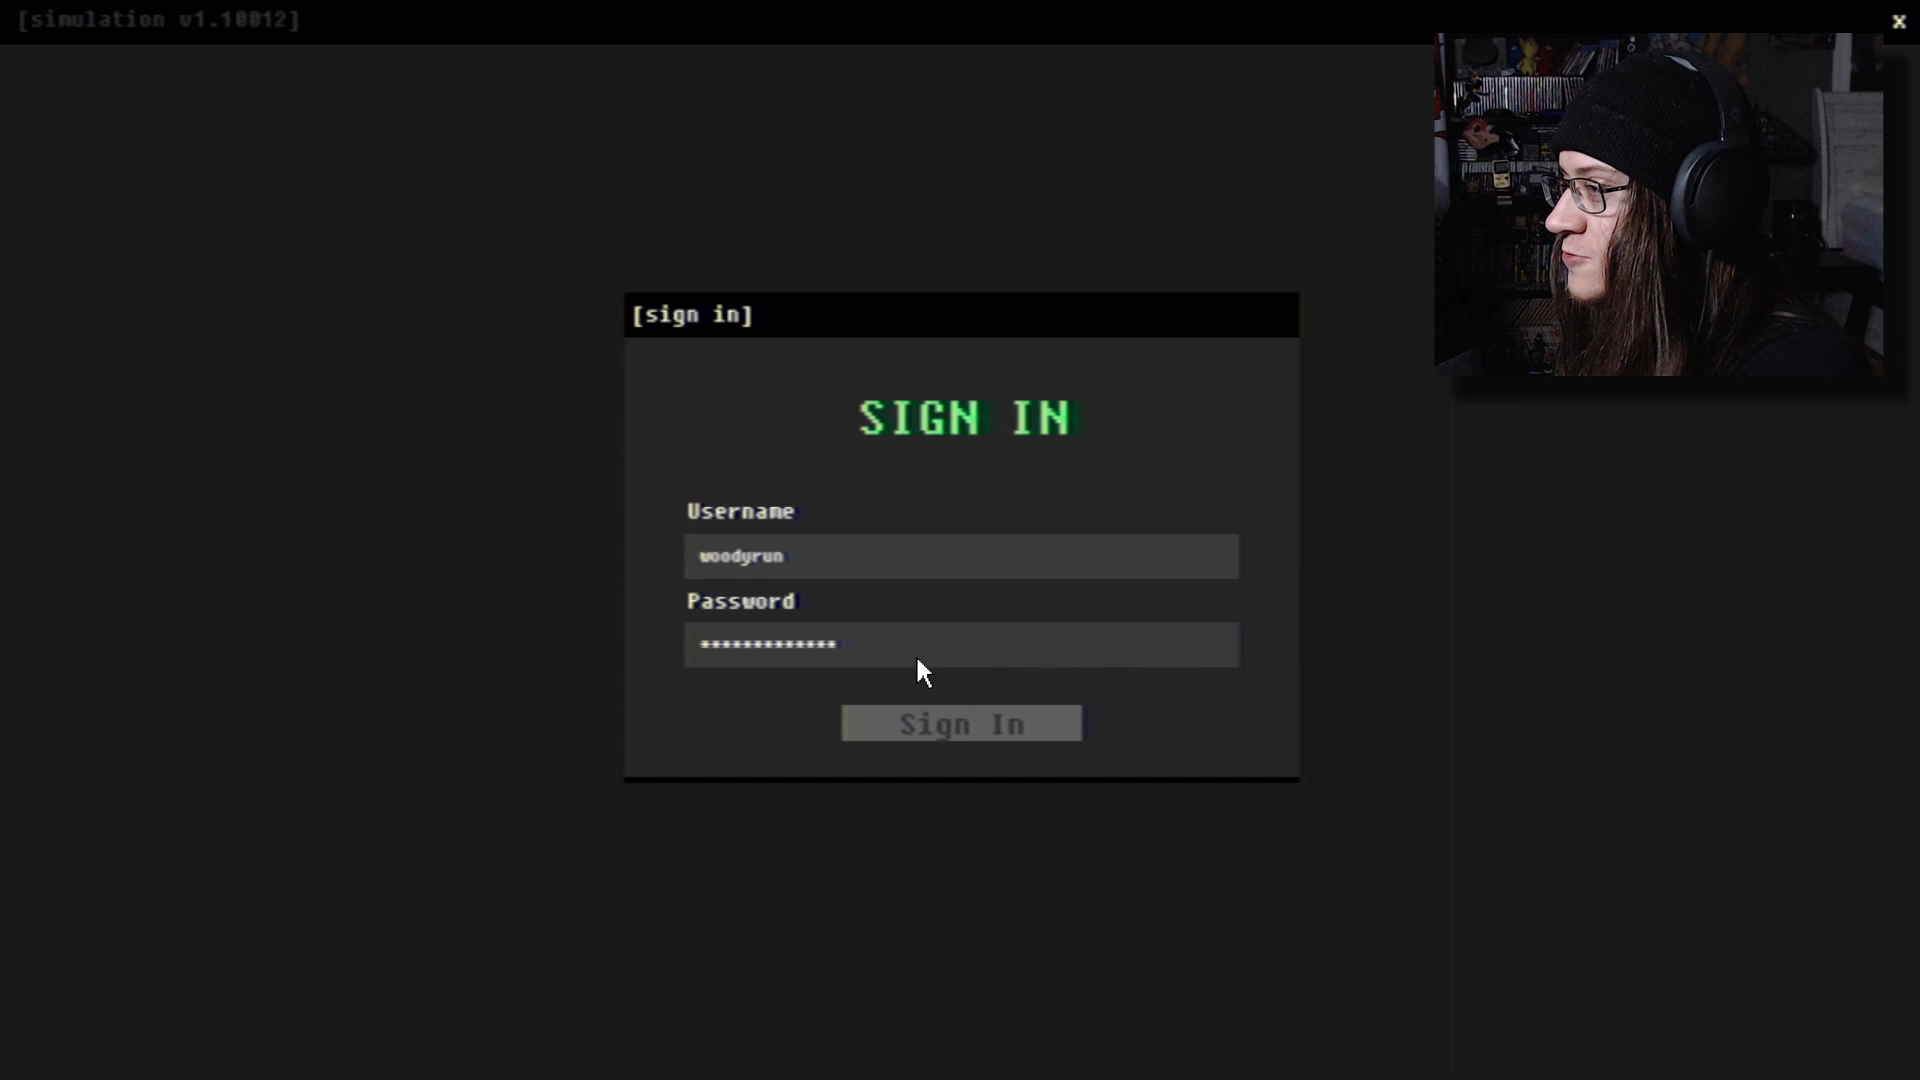 [simulation v1.10012]
x
[sign in]
SIGN IN
Username
woodyrun
Password
*************
Sign In